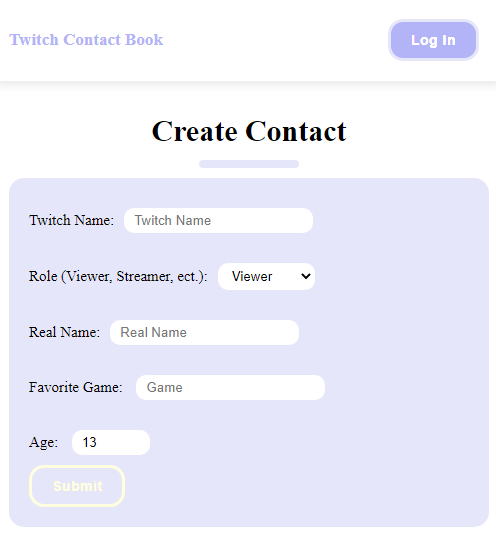 Twitch Contact Book
Log In
Create Contact
Twitch Name: Twitch Name
Role (Viewer, Streamer, ect.): Viewer
Real Name: Real Name
Favorite Game: Game
Age: 13
Submit